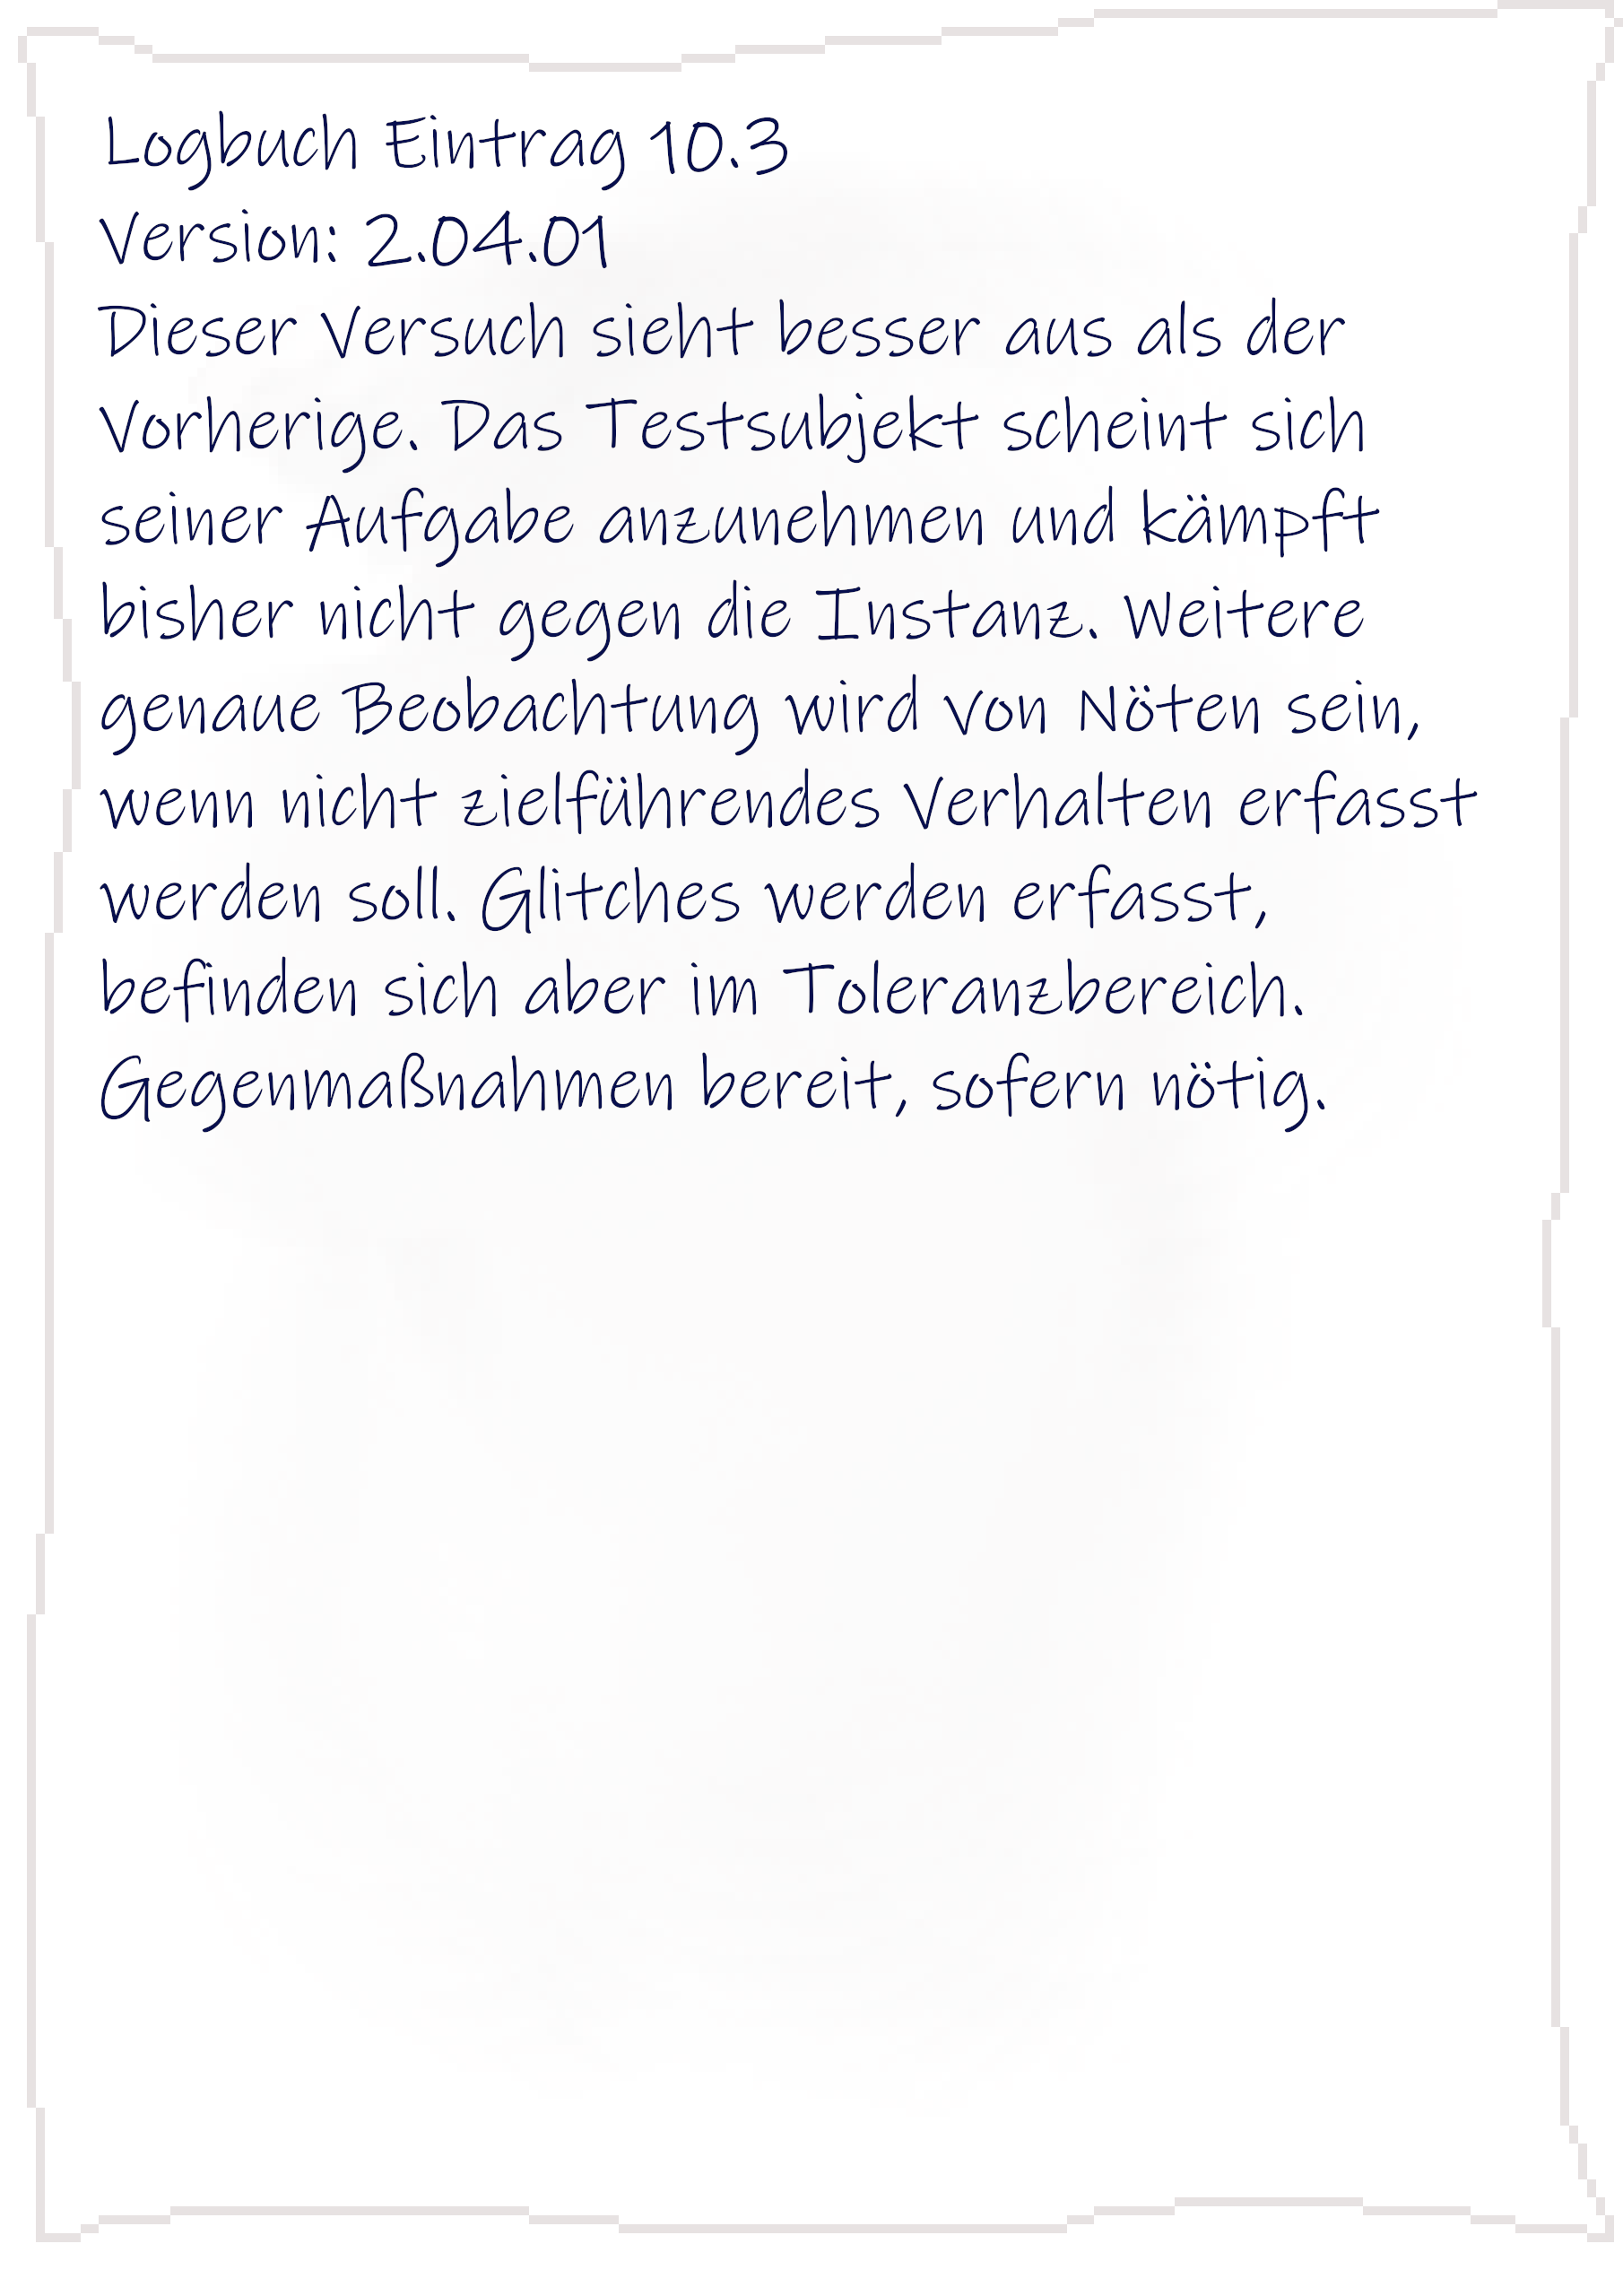 Logbuch Eintrag 10.3
Version: 2.04.01
Dieser Versuch sieht besser aus als der
Vorherige. Das Testsubjekt scheint sich
seiner Aufgabe anzunehmen und kämpft
bisher nicht gegen die Instanz. Weitere
genaue Beobachtung wird von Nöten sein,
wenn nicht zielführendes Verhalten erfasst
werden soll. Glitches werden erfasst,
befinden sich aber im Toleranzbereich.
Gegenmaßnahmen bereit, sofern nötig.